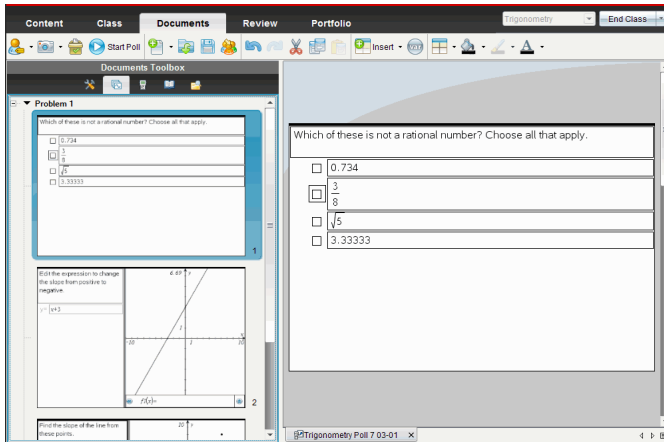 Content Class Documents Review Portfolio Trigonometry End Class
Start Poll Insert
Documents Toolbox
Problem 1
Which of these is not a rational number? Choose all that apply.
0.734
3
8
√5
3.33333
1
Edit the expression to change
the slope from positive to
negative.
y= x+3
6.67 y
1
x
-10 1 10
f1(x)=
2
Find the slope of the line from
these points.
10 y
Which of these is not a rational number? Choose all that apply.
0.734
3
8
√5
3.33333
Trigonometry Poll 7 03-01